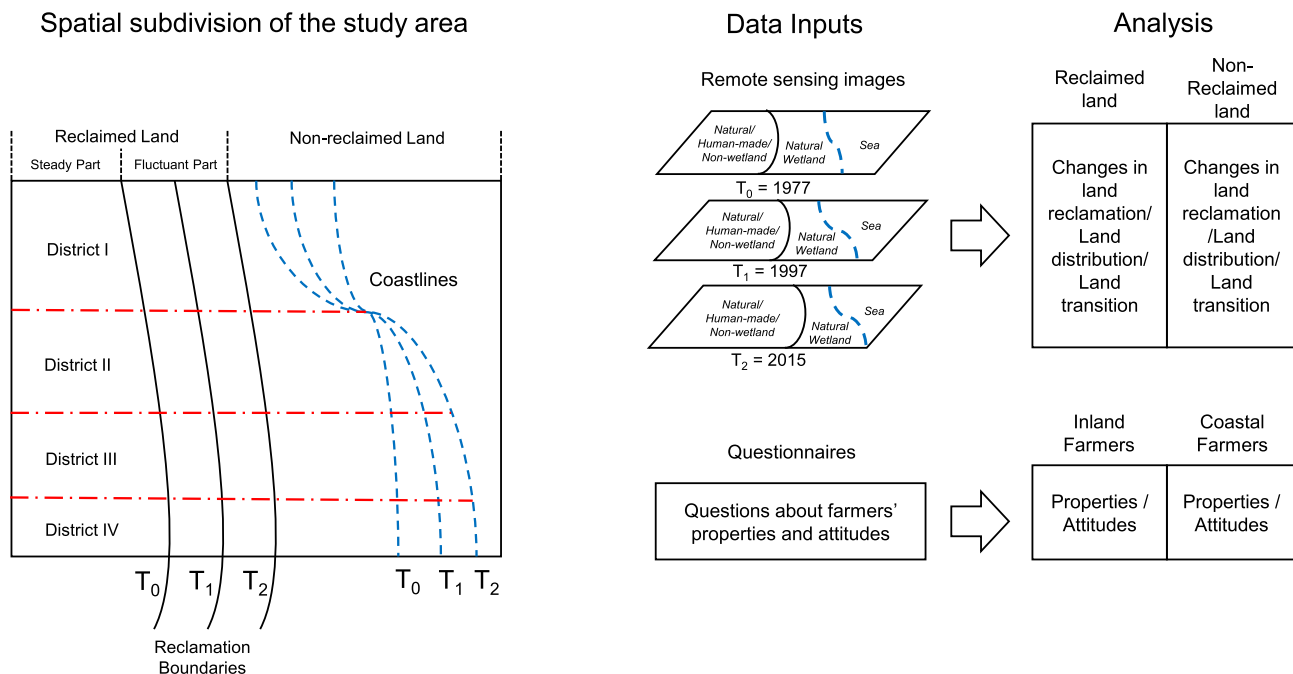 Spatial subdivision of the study area
Reclaimed Land
Non-reclaimed Land
Steady Part
Fluctuant Part
District I
Coastlines
District II
District III
District IV
T0
T1
T2
T0
T1
T2
Reclamation
Boundaries
Data Inputs
Remote sensing images
Natural/
Human-made/
Non-wetland
Natural
Wetland
Sea
T0 = 1977
Natural/
Human-made/
Non-wetland
Natural
Wetland
Sea
T1 = 1997
Natural/
Human-made/
Non-wetland
Natural
Wetland
Sea
T2 = 2015
Questionnaires
Questions about farmers’
properties and attitudes
Analysis
Reclaimed
land
Non-
Reclaimed
land
Changes in
land
reclamation/
Land
distribution/
Land
transition
Changes in
land
reclamation
/Land
distribution/
Land
transition
Inland
Farmers
Coastal
Farmers
Properties /
Attitudes
Properties /
Attitudes